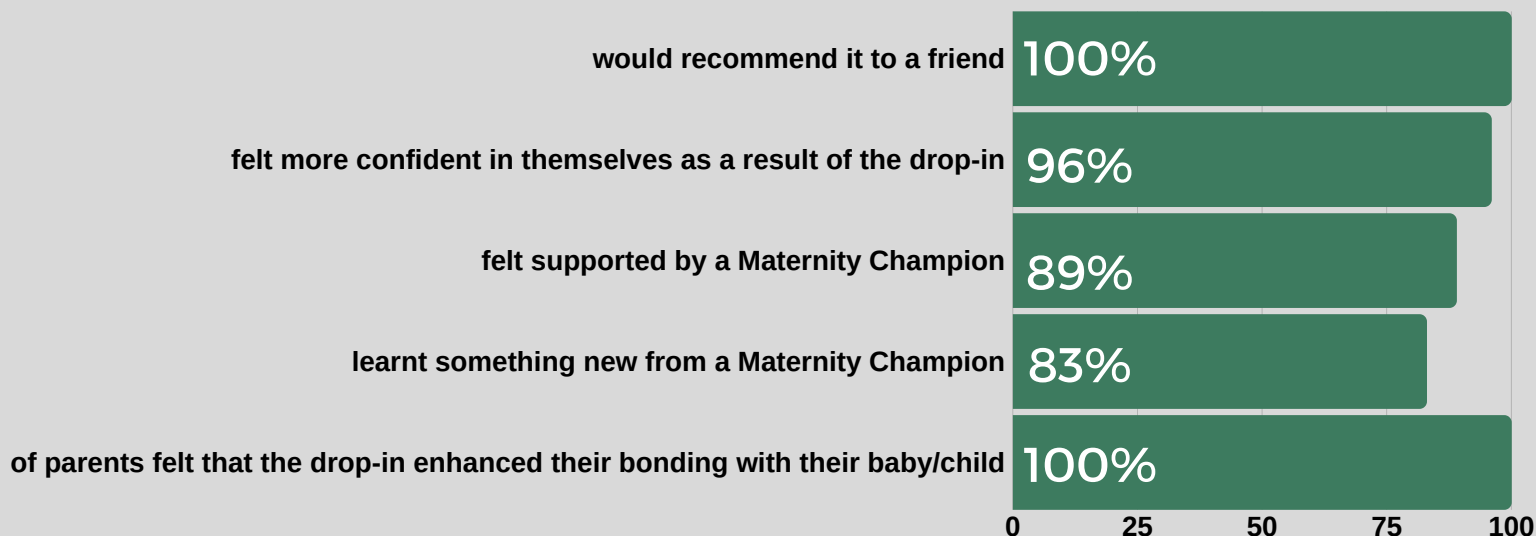 would recommend it to a friend 100%
felt more confident in themselves as a result of the drop-in 96%
felt supported by a Maternity Champion 89%
learnt something new from a Maternity Champion 83%
of parents felt that the drop-in enhanced their bonding with their baby/child 100%
0 25 50 75 100